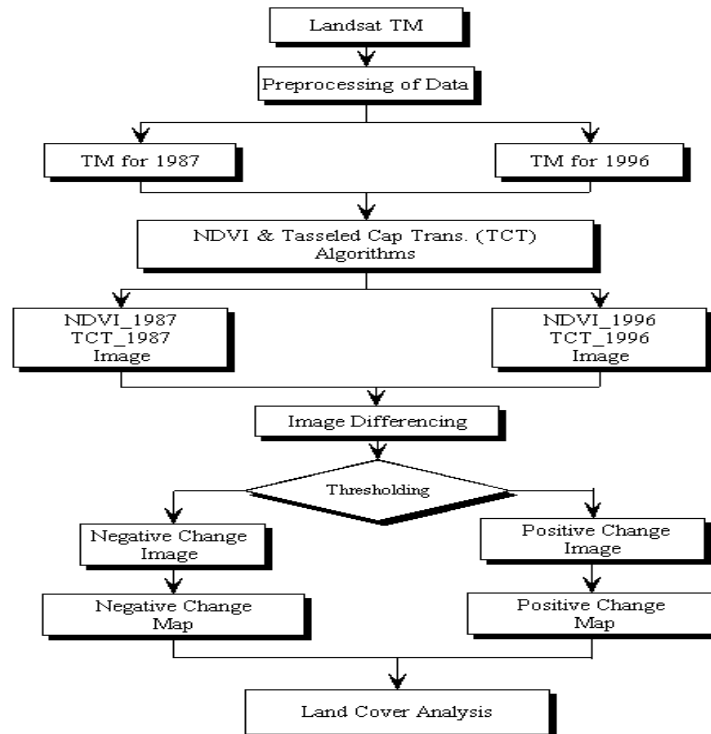 Landsat TM
Preprocessing of Data
TM for 1987
TM for 1996
NDVI & Tasseled Cap Trans. (TCT)
Algorithms
NDVI_1987
TCT_1987
Image
NDVI_1996
TCT_1996
Image
Image Differencing
Thresholding
Negative Change
Image
Positive Change
Image
Negative Change
Map
Positive Change
Map
Land Cover Analysis